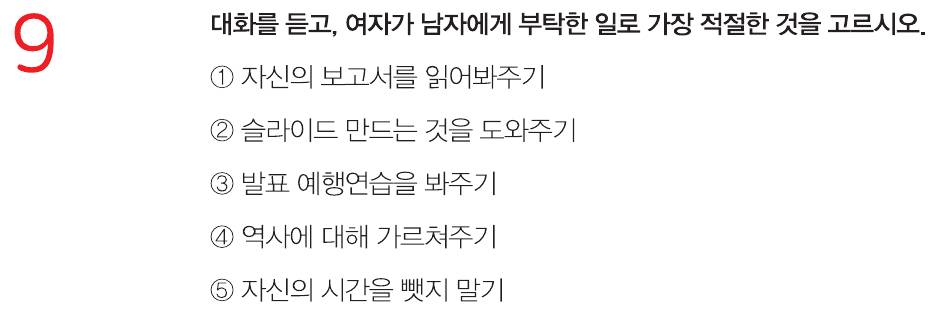 9 대화를 듣고, 여자가 남자에게 부탁한 일로 가장 적절한 것을 고르시오.
① 자신의 보고서를 읽어봐주기
② 슬라이드 만드는 것을 도와주기
③ 발표 예행연습을 봐주기
④ 역사에 대해 가르쳐주기
⑤ 자신의 시간을 뺏지 말기